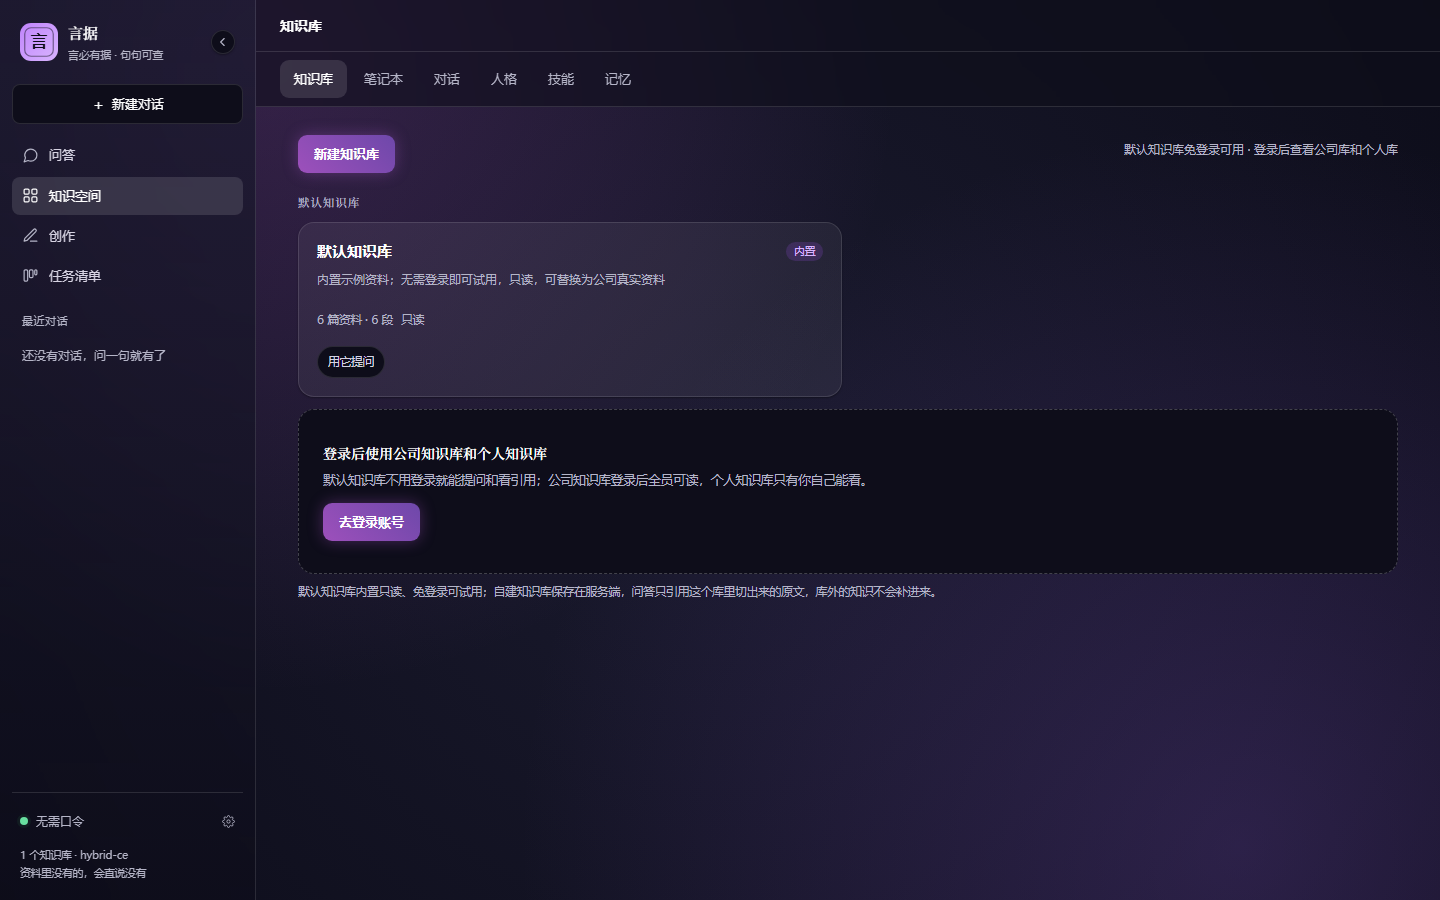 言
言据
言必有据 · 句句可查
+ 新建对话
问答
知识空间
创作
任务清单
最近对话
还没有对话，问一句就有了
无需口令
1 个知识库 · hybrid-ce
资料里没有的，会直说没有
知识库
知识库 笔记本 对话 人格 技能 记忆
新建知识库
默认知识库免登录可用 · 登录后查看公司库和个人库
默认知识库
默认知识库 内置
内置示例资料；无需登录即可试用，只读，可替换为公司真实资料
6 篇资料 · 6 段 只读
用它提问
登录后使用公司知识库和个人知识库
默认知识库不用登录就能提问和看引用；公司知识库登录后全员可读，个人知识库只有你自己能看。
去登录账号
默认知识库内置只读、免登录可试用；自建知识库保存在服务端，问答只引用这个库里切出来的原文，库外的知识不会补进来。